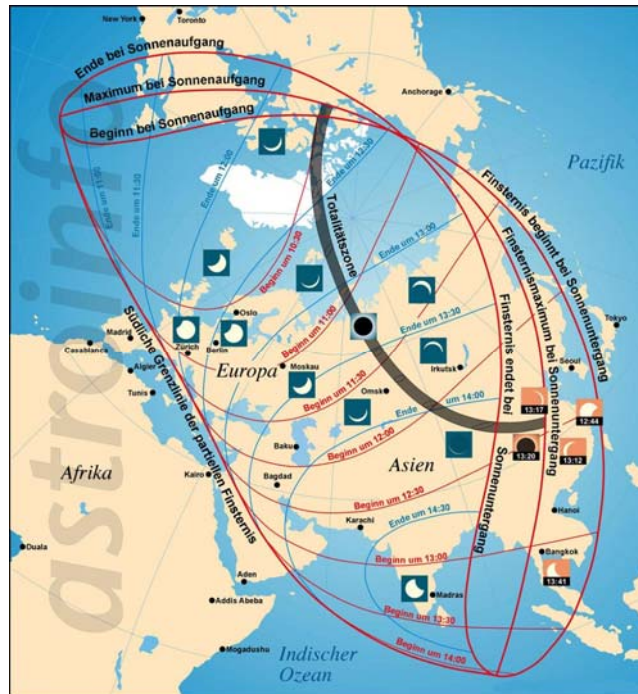 New York
Toronto
Ende bei Sonnenaufgang
Maximum bei Sonnenaufgang
Beginn bei Sonnenaufgang
Anchorage
Pazifik
Ende um 11:00
Ende um 11:30
Ende um 12:00
Ende um 12:30
Ende um 13:00
Ende um 13:30
Ende um 14:00
Ende um 14:30
Beginn um 10:30
Beginn um 11:00
Beginn um 11:30
Beginn um 12:00
Beginn um 12:30
Beginn um 13:00
Beginn um 13:30
Beginn um 14:00
Totalitätszone
Finsternis beginnt bei Sonnenuntergang
Finsternismaximum bei Sonnenuntergang
Finsternis endet bei Sonnenuntergang
Südliche Grenzlinie der partiellen Finsternis
astroinfo
Oslo
Madrid
Casablanca
Zürich
Berlin
Algier
Tunis
Europa
Moskau
Omsk
Irkutsk
Tokyo
Seoul
13:17
12:44
13:20
13:12
Baku
Asien
Afrika
Kairo
Bagdad
Karachi
Hanoi
Bangkok
13:41
Duala
Aden
Addis Abeba
Madras
Mogadushu
Indischer
Ozean